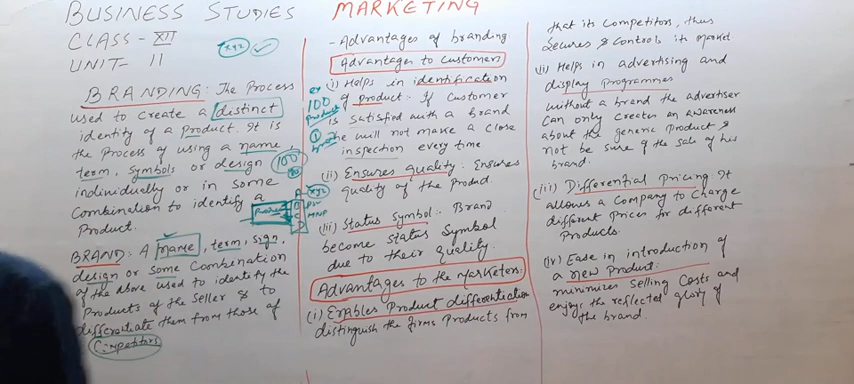 BUSINESS STUDIES
MARKETING
CLASS - XII
UNIT - 11
xyz
BRANDING: The Process
used to create a distinct
identity of a Product. It is
the Process of using a name,
term, Symbols or design
individually or in some
Combination to identify a
Product.
100
BRAND: A name, term, sign,
design or some Combination
of the above used to identify the
Products of the Seller & to
differentiate them from those of
Competitors
- Advantages of branding
Advantages to Customers
(i) Helps in identification
of product:- If Customer
is satisfied with a brand
he will not make a close
inspection every time
ex
100
Product
(ii) Ensures quality. Ensures
quality of the Product
xyz
(iii) Status Symbol:- Brand
become status Symbol
due to their quality.
Advantages to the Marketers:
(i) Enables Product differentiation
distinguish the firms Products from
that its Competitors, thus
Secures & Controls its market
(ii) Helps in advertising and
display Programmes
without a brand the advertiser
Can only create an awareness
about the generic Product &
not be sure of the sale of his
brand.
(iii) Differential Pricing It
allows a Company to Charge
different Prices for different
Products.
(iv) Ease in introduction of
a new Product:
minimizes Selling Costs and
enjoys the reflected glory of
the brand.